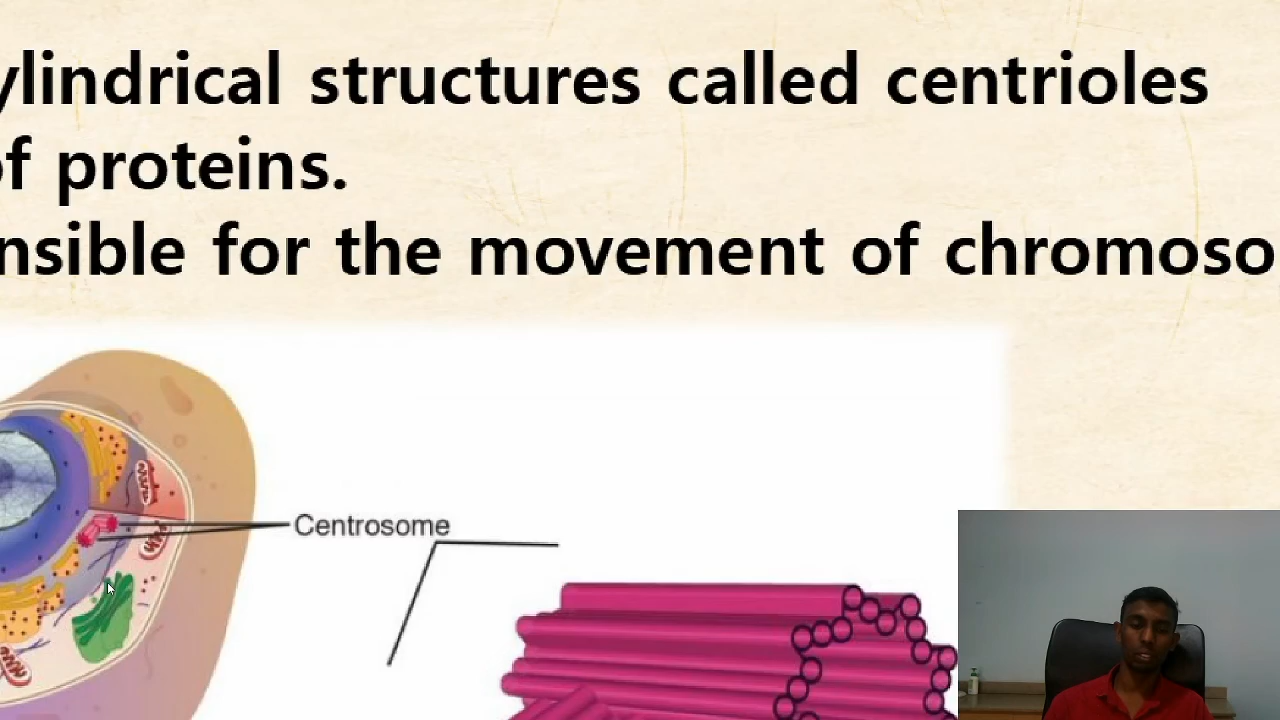 ylindrical structures called centrioles
of proteins.
nsible for the movement of chromoso
Centrosome